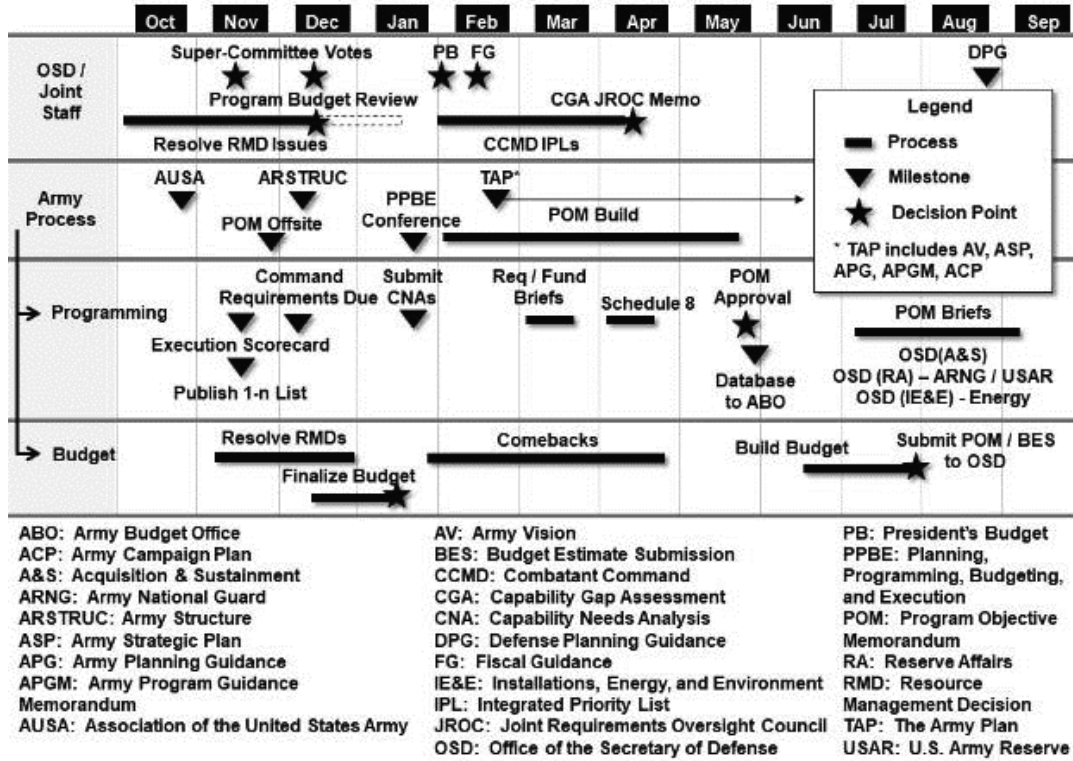 Oct Nov Dec Jan Feb Mar Apr May Jun Jul Aug Sep
OSD /
Joint
Staff
Super-Committee Votes
PB FG
DPG
Program Budget Review
CGA JROC Memo
Resolve RMD Issues
CCMD IPLs
Legend
Process
Milestone
Decision Point
* TAP includes AV, ASP,
APG, APGM, ACP
Army
Process
AUSA
ARSTRUC
TAP*
POM Offsite
PPBE
Conference
POM Build
Programming
Command
Requirements Due
Submit
CNAs
Req / Fund
Briefs
Schedule 8
POM
Approval
POM Briefs
Execution Scorecard
Publish 1-n List
Database
to ABO
OSD(A&S)
OSD (RA) – ARNG / USAR
OSD (IE&E) - Energy
Budget
Resolve RMDs
Finalize Budget
Comebacks
Build Budget
Submit POM / BES
to OSD
ABO: Army Budget Office
ACP: Army Campaign Plan
A&S: Acquisition & Sustainment
ARNG: Army National Guard
ARSTRUC: Army Structure
ASP: Army Strategic Plan
APG: Army Planning Guidance
APGM: Army Program Guidance
Memorandum
AUSA: Association of the United States Army
AV: Army Vision
BES: Budget Estimate Submission
CCMD: Combatant Command
CGA: Capability Gap Assessment
CNA: Capability Needs Analysis
DPG: Defense Planning Guidance
FG: Fiscal Guidance
IE&E: Installations, Energy, and Environment
IPL: Integrated Priority List
JROC: Joint Requirements Oversight Council
OSD: Office of the Secretary of Defense
PB: President's Budget
PPBE: Planning,
Programming, Budgeting,
and Execution
POM: Program Objective
Memorandum
RA: Reserve Affairs
RMD: Resource
Management Decision
TAP: The Army Plan
USAR: U.S. Army Reserve